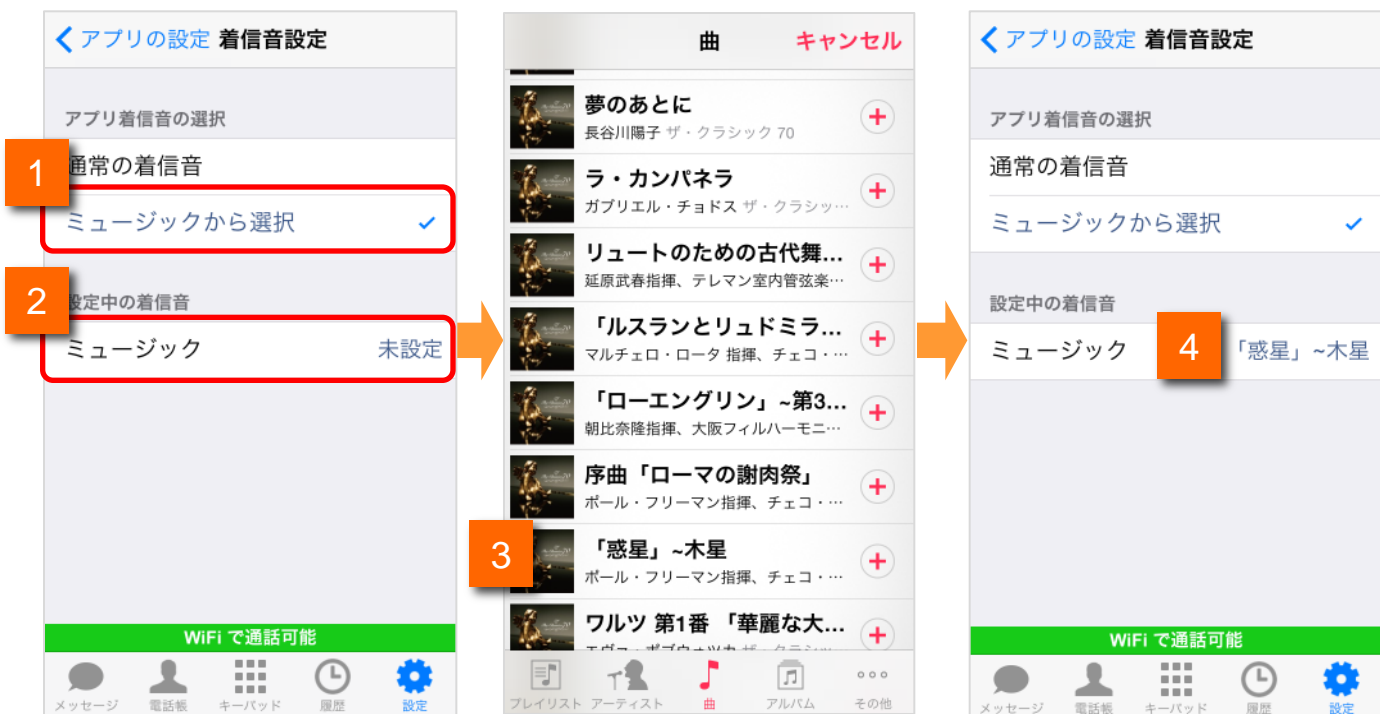 アプリの設定 着信音設定
アプリ着信音の選択
1
通常の着信音
ミュージックから選択
2
設定中の着信音
ミュージック 未設定
WiFi で通話可能
メッセージ 電話帳 キーパッド 履歴 設定
曲 キャンセル
夢のあとに
長谷川陽子 ザ・クラシック 70
ラ・カンパネラ
ガブリエル・チョドス ザ・クラシッ…
リュートのための古代舞...
延原武春指揮、テレマン室内管弦楽…
「ルスランとリュドミラ...
マルチェロ・ロータ 指揮、チェコ・…
「ローエングリン」~第3...
朝比奈隆指揮、大阪フィルハーモニ…
序曲「ローマの謝肉祭」
ポール・フリーマン指揮、チェコ・…
3
「惑星」~木星
ポール・フリーマン指揮、チェコ・…
ワルツ 第1番 「華麗な大...
プレイリスト アーティスト 曲 アルバム その他
アプリの設定 着信音設定
アプリ着信音の選択
通常の着信音
ミュージックから選択
設定中の着信音
ミュージック 4 「惑星」~木星
WiFi で通話可能
メッセージ 電話帳 キーパッド 履歴 設定